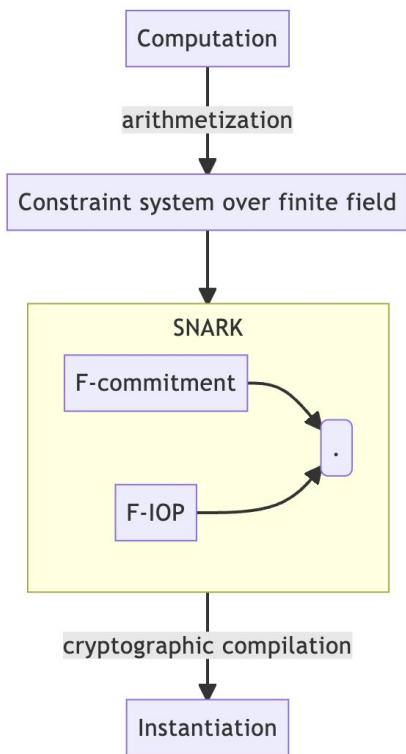 Computation
arithmetization
Constraint system over finite field
SNARK
F-commitment
.
F-IOP
cryptographic compilation
Instantiation